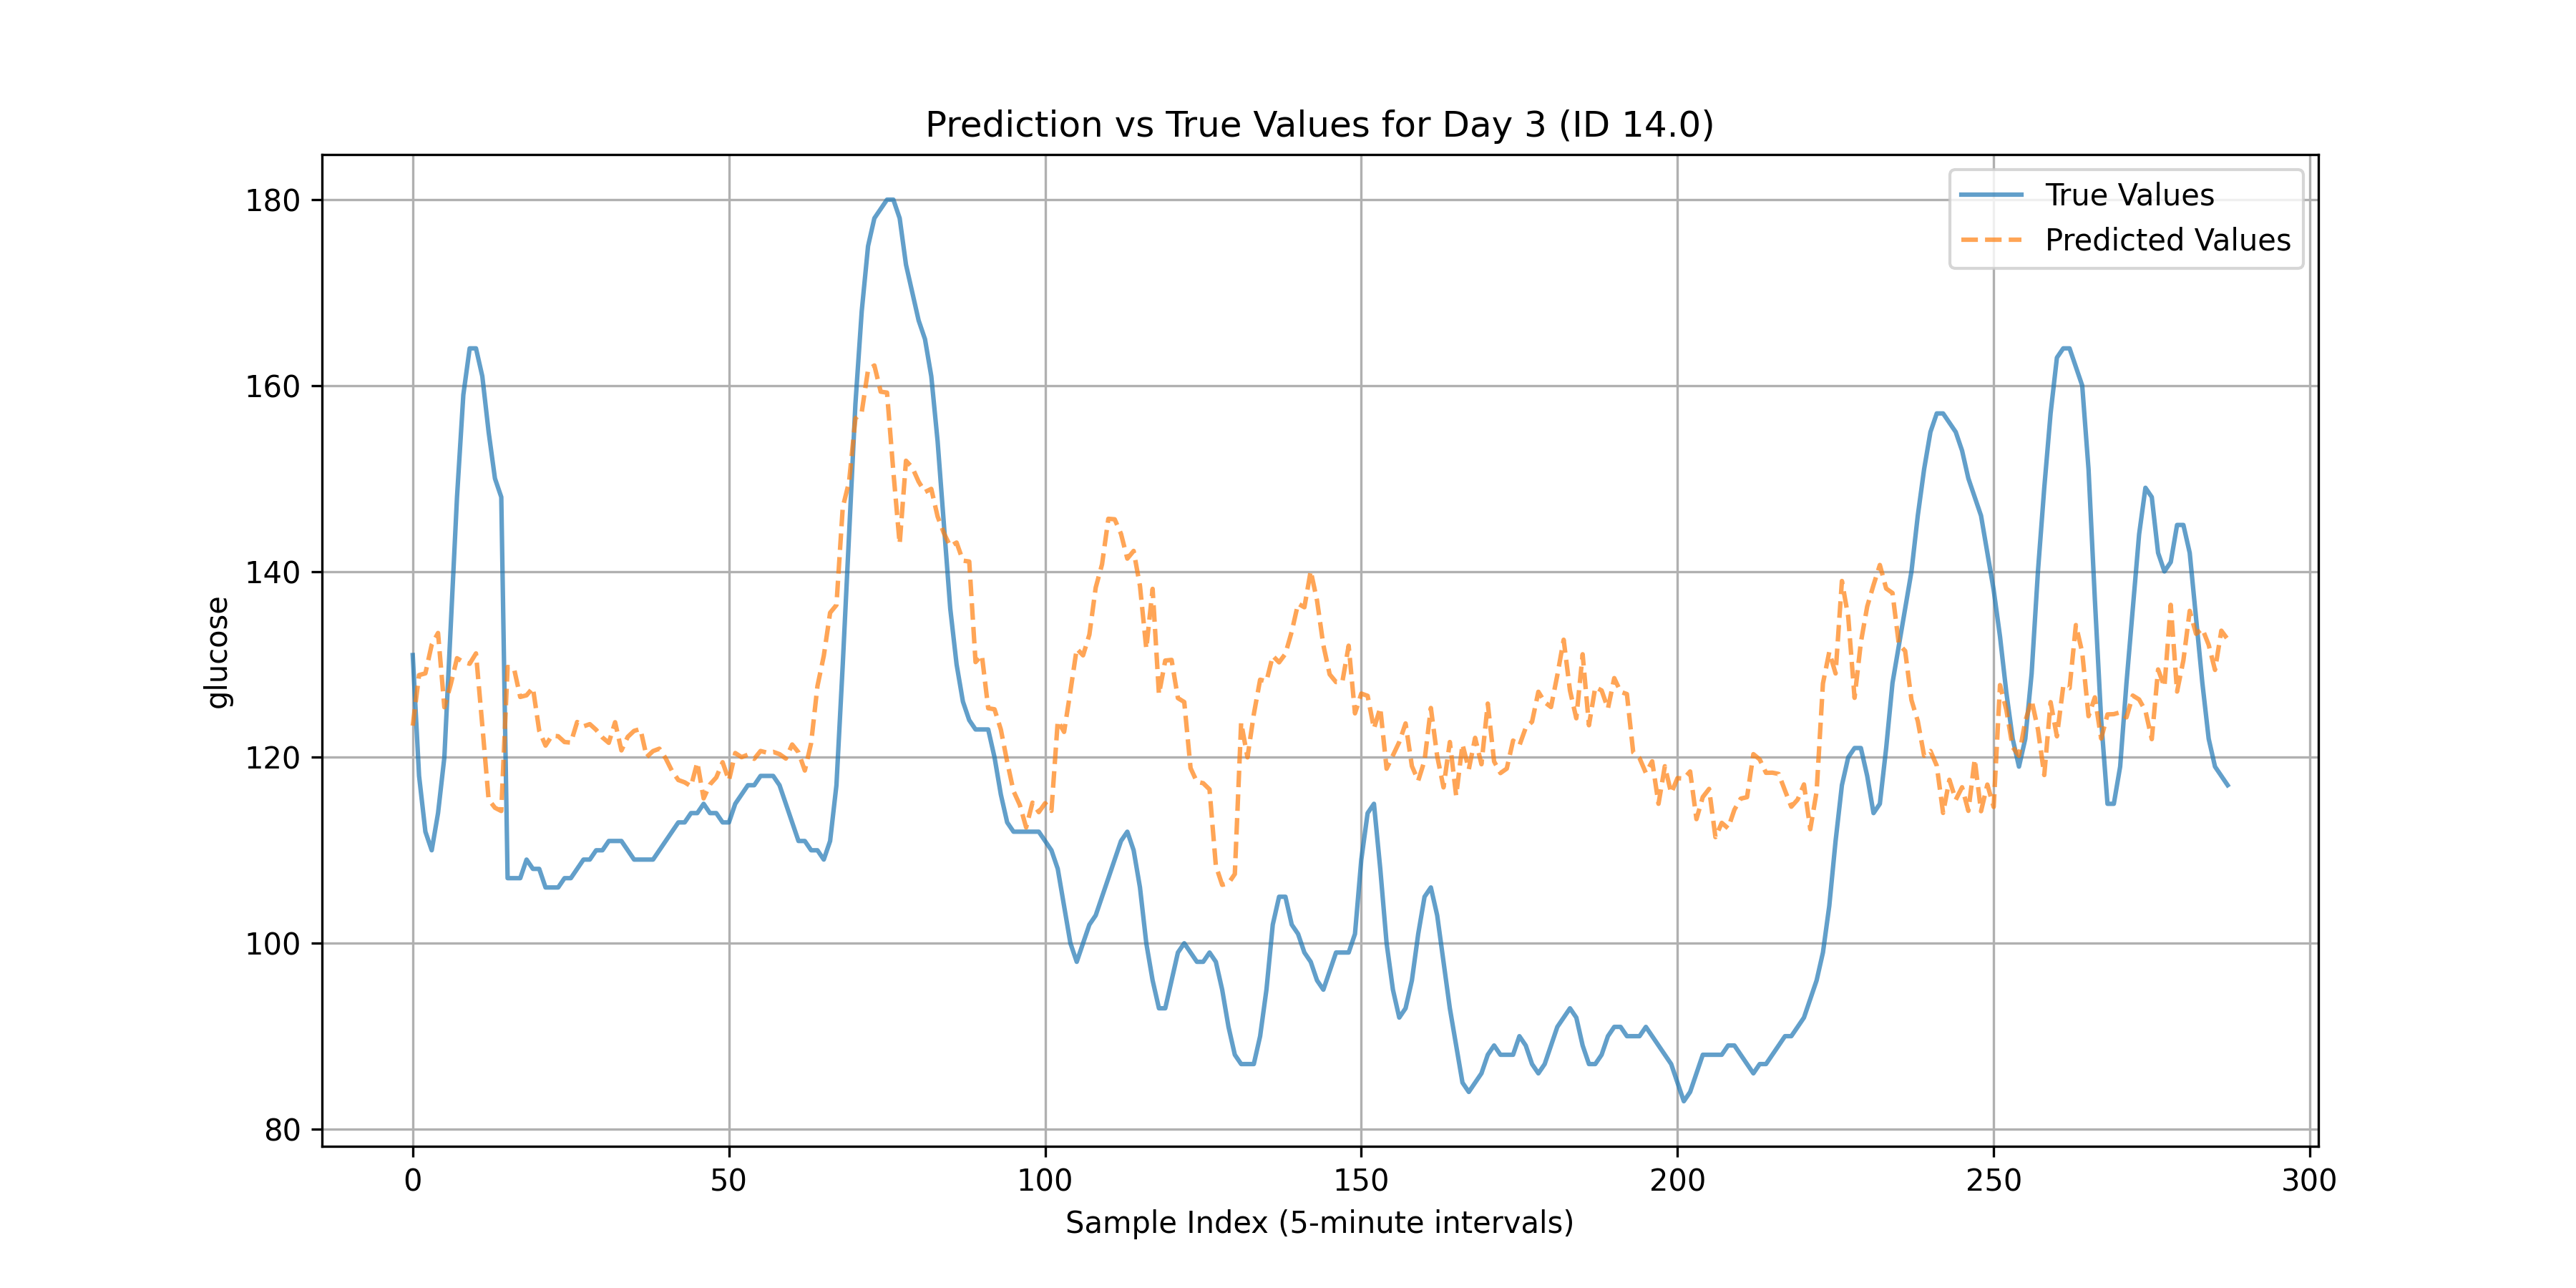 Prediction vs True Values for Day 3 (ID 14.0)
True Values
Predicted Values
glucose
180
160
140
120
100
80
0 50 100 150 200 250 300
Sample Index (5-minute intervals)